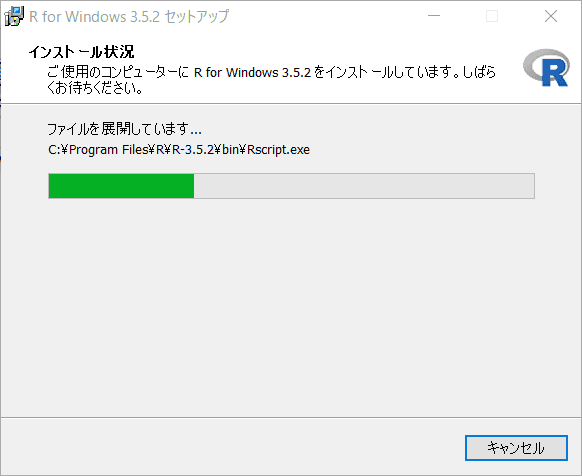 R for Windows 3.5.2 セットアップ
インストール状況
ご使用のコンピューターに R for Windows 3.5.2 をインストールしています。しばら
くお待ちください。
R
ファイルを展開しています...
C:¥Program Files¥R¥R-3.5.2¥bin¥Rscript.exe
キャンセル